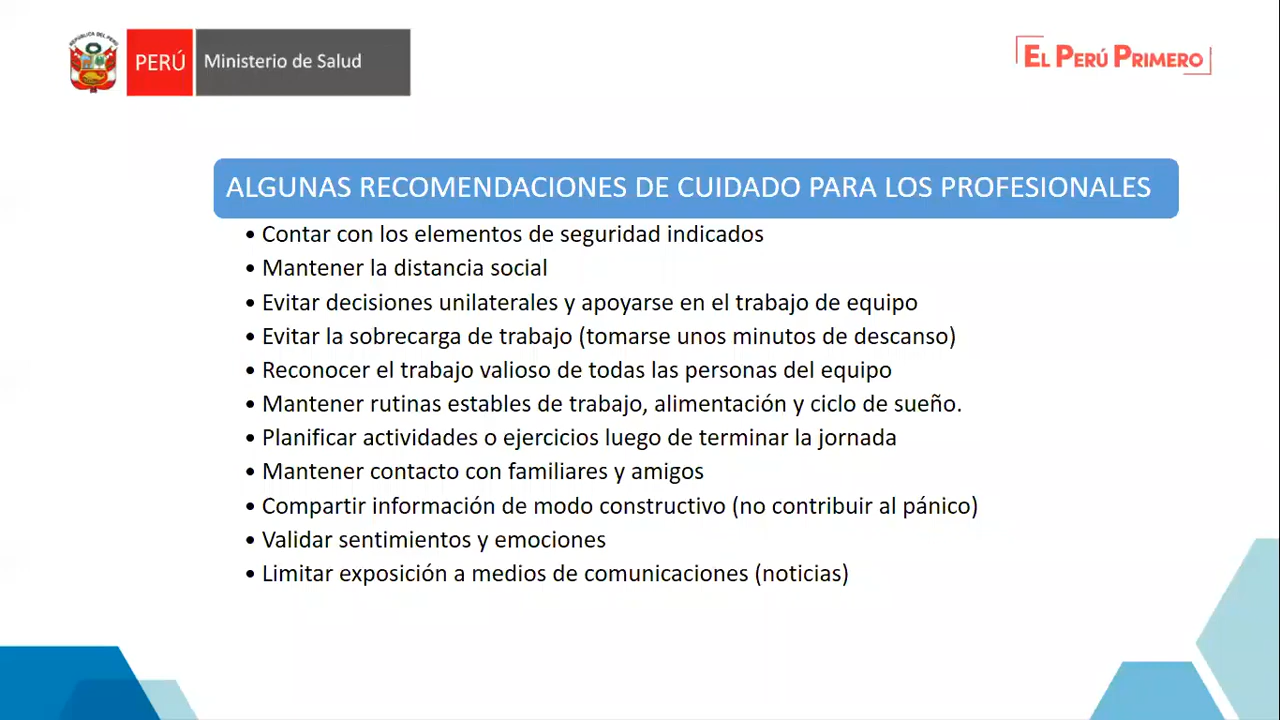 REPÚBLICA DEL PERÚ
PERÚ
Ministerio de Salud
EL PERÚ PRIMERO
ALGUNAS RECOMENDACIONES DE CUIDADO PARA LOS PROFESIONALES
• Contar con los elementos de seguridad indicados
• Mantener la distancia social
• Evitar decisiones unilaterales y apoyarse en el trabajo de equipo
• Evitar la sobrecarga de trabajo (tomarse unos minutos de descanso)
• Reconocer el trabajo valioso de todas las personas del equipo
• Mantener rutinas estables de trabajo, alimentación y ciclo de sueño.
• Planificar actividades o ejercicios luego de terminar la jornada
• Mantener contacto con familiares y amigos
• Compartir información de modo constructivo (no contribuir al pánico)
• Validar sentimientos y emociones
• Limitar exposición a medios de comunicaciones (noticias)